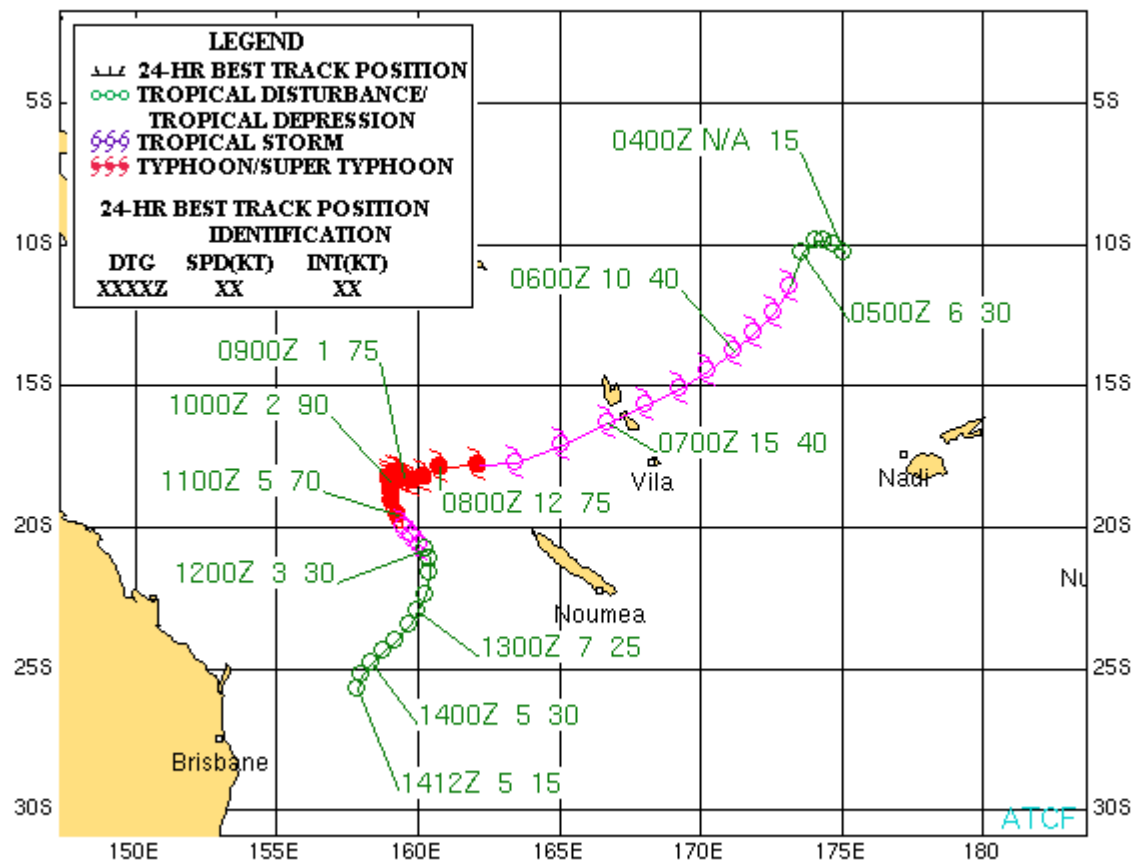 LEGEND
24-HR BEST TRACK POSITION
TROPICAL DISTURBANCE/
TROPICAL DEPRESSION
TROPICAL STORM
TYPHOON/SUPER TYPHOON
24-HR BEST TRACK POSITION
IDENTIFICATION
DTG SPD(KT) INT(KT)
XXXXZ XX XX
5S 5S
0400Z N/A 15
10S 10S
0600Z 10 40
0500Z 6 30
0900Z 1 75
15S 15S
1000Z 2 90
0700Z 15 40
1100Z 5 70
Vila
Nadi
0800Z 12 75
20S 20S
1200Z 3 30
Nu
Noumea
1300Z 7 25
25S 25S
1400Z 5 30
Brisbane
1412Z 5 15
30S 30S
ATCF
150E 155E 160E 165E 170E 175E 180